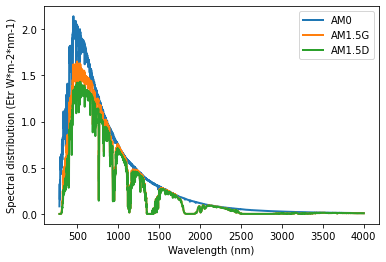 Spectral distribution (Etr W*m-2*nm-1)
2.0
1.5
1.0
0.5
0.0
AM0
AM1.5G
AM1.5D
500 1000 1500 2000 2500 3000 3500 4000
Wavelength (nm)